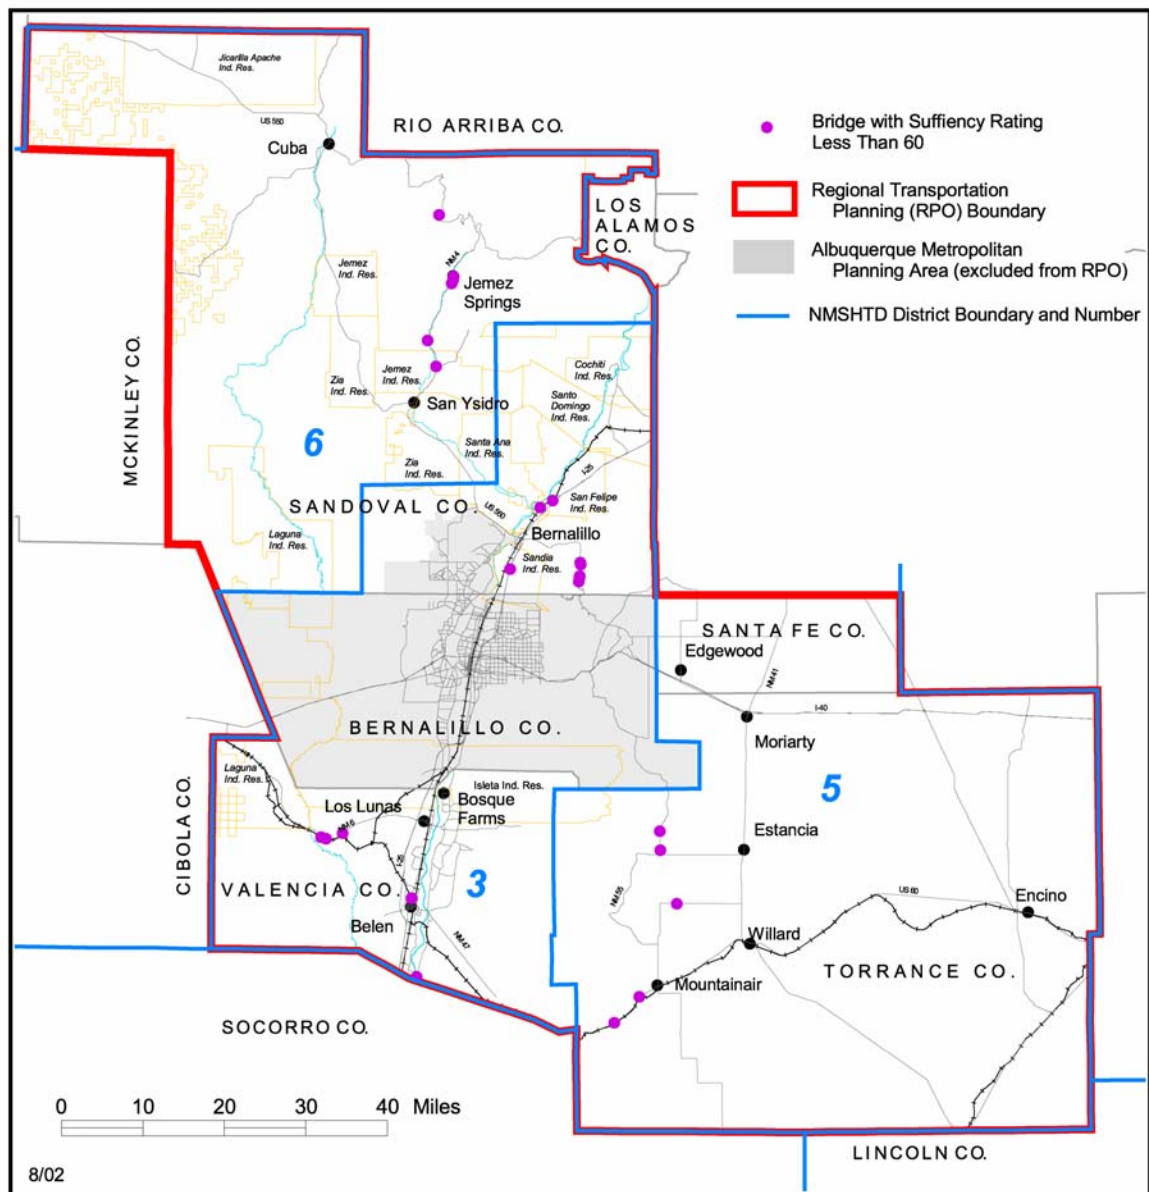 Jicarilla Apache
Ind. Res.
US 550
Cuba
RIO ARRIBA CO.
Bridge with Suffiency Rating
Less Than 60
Regional Transportation
Planning (RPO) Boundary
Albuquerque Metropolitan
Planning Area (excluded from RPO)
NMSHTD District Boundary and Number
LOS
ALAMOS
CO.
NM4
Jemez
Ind. Res.
Jemez
Springs
MCKINLEY CO.
Zia
Ind. Res.
Jemez
Ind. Res.
Cochiti
Ind. Res.
Santo
Domingo
Ind. Res.
San Ysidro
6
Santa Ana
Ind. Res.
Zia
Ind. Res.
I-25
SANDOVAL CO.
US 550
San Felipe
Ind. Res.
Laguna
Ind. Res.
Bernalillo
Sandia
Ind. Res.
SANTA FE CO.
Edgewood
NM41
I-40
BERNALILLO CO.
Moriarty
Laguna
Ind. Res.
Isleta Ind. Res.
5
CIBOLA CO.
Los Lunas
Bosque
Farms
NM6
Estancia
I-25
VALENCIA CO.
3
NM55
US 60
Encino
Belen
NM47
Willard
TORRANCE CO.
Mountainair
SOCORRO CO.
0 10 20 30 40 Miles
LINCOLN CO.
8/02